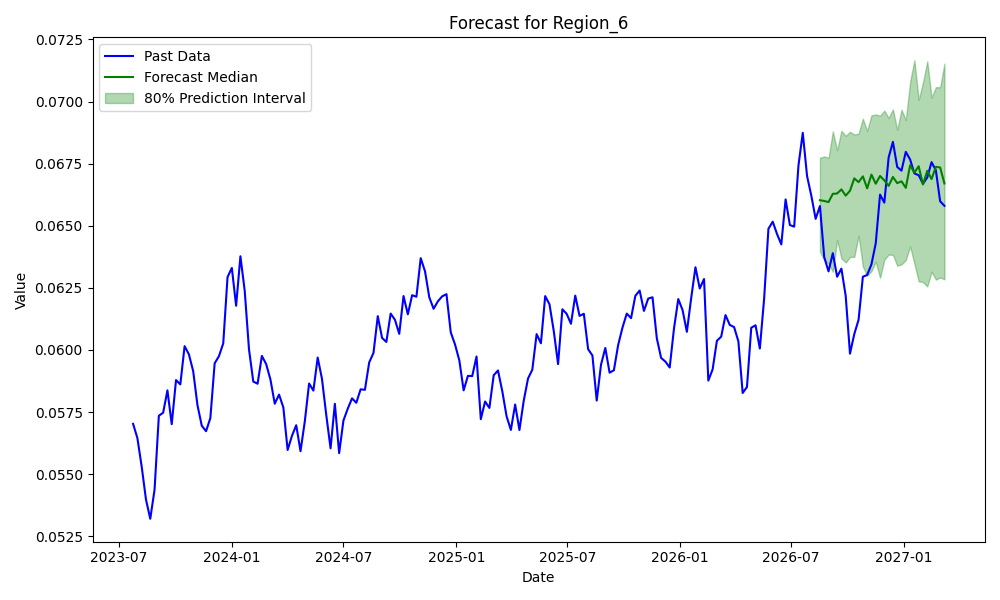 Forecast for Region_6
Past Data
Forecast Median
80% Prediction Interval
Value
0.0725
0.0700
0.0675
0.0650
0.0625
0.0600
0.0575
0.0550
0.0525
2023-07 2024-01 2024-07 2025-01 2025-07 2026-01 2026-07 2027-01
Date